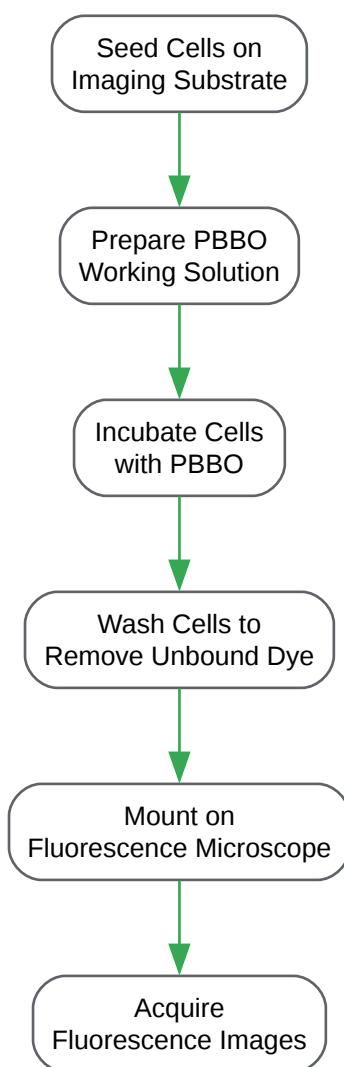 Seed Cells on
Imaging Substrate
Prepare PBBO
Working Solution
Incubate Cells
with PBBO
Wash Cells to
Remove Unbound Dye
Mount on
Fluorescence Microscope
Acquire
Fluorescence Images